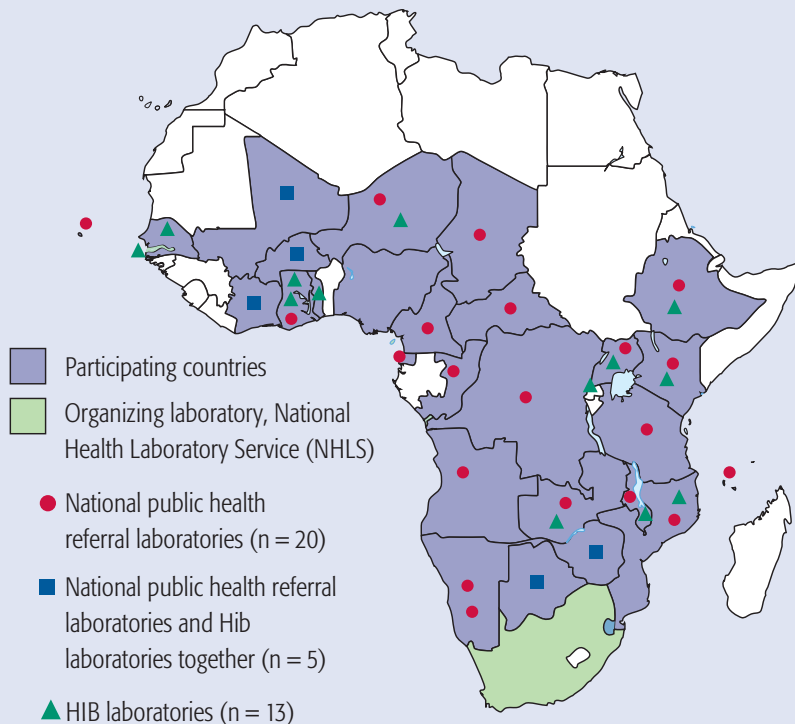 Participating countries
Organizing laboratory, National
Health Laboratory Service (NHLS)
National public health
referral laboratories (n = 20)
National public health referral
laboratories and Hib
laboratories together (n = 5)
HIB laboratories (n = 13)